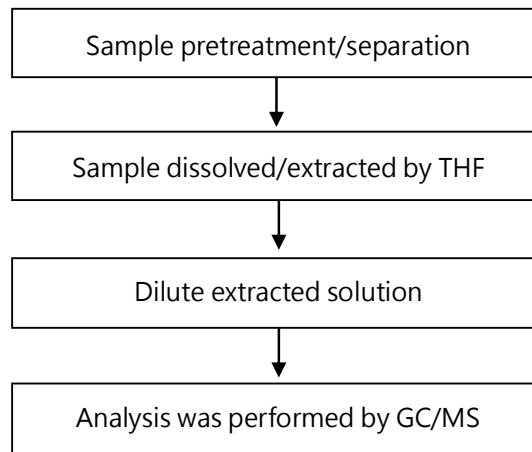 Sample pretreatment/separation
Sample dissolved/extracted by THF
Dilute extracted solution
Analysis was performed by GC/MS